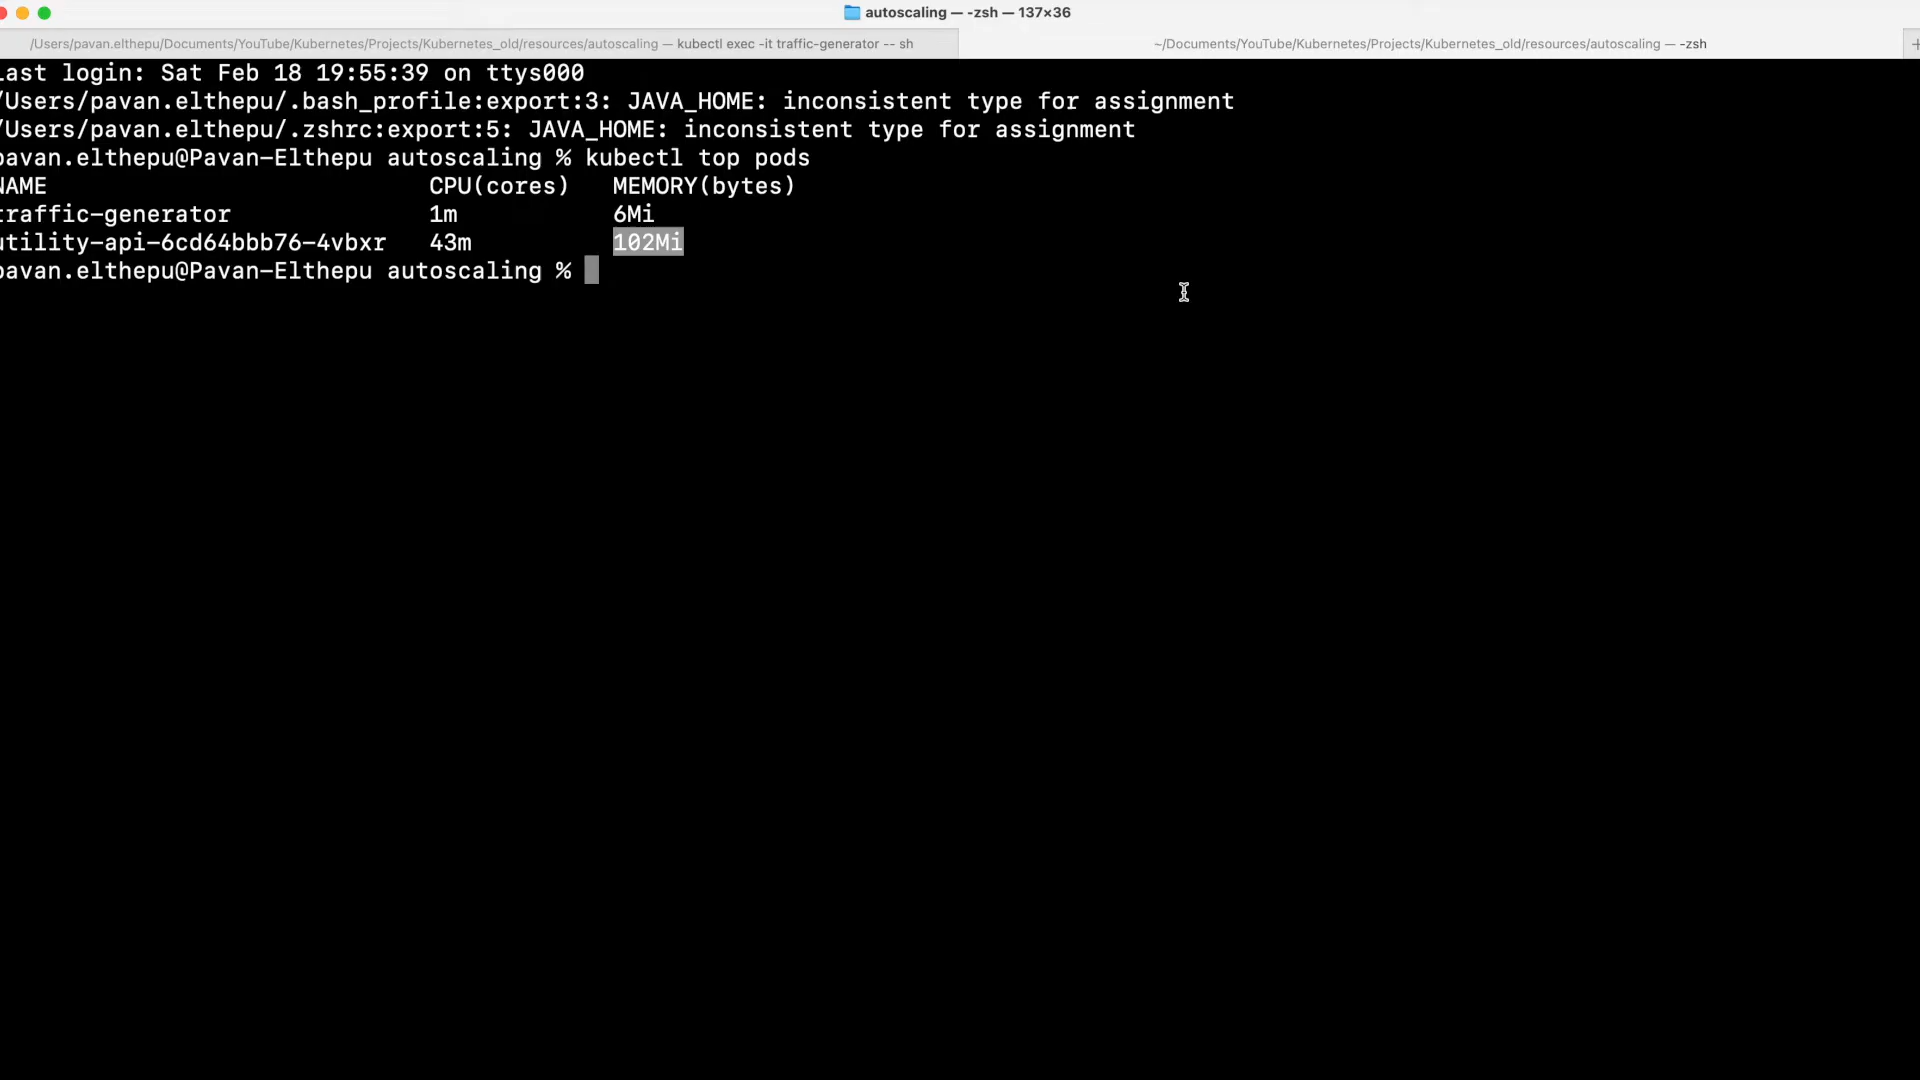 autoscaling — -zsh — 137×36
/Users/pavan.elthepu/Documents/YouTube/Kubernetes/Projects/Kubernetes_old/resources/autoscaling — kubectl exec -it traffic-generator -- sh
~/Documents/YouTube/Kubernetes/Projects/Kubernetes_old/resources/autoscaling — -zsh
Last login: Sat Feb 18 19:55:39 on ttys000
/Users/pavan.elthepu/.bash_profile:export:3: JAVA_HOME: inconsistent type for assignment
/Users/pavan.elthepu/.zshrc:export:5: JAVA_HOME: inconsistent type for assignment
pavan.elthepu@Pavan-Elthepu autoscaling % kubectl top pods
NAME CPU(cores) MEMORY(bytes)
traffic-generator 1m 6Mi
utility-api-6cd64bbb76-4vbxr 43m 102Mi
pavan.elthepu@Pavan-Elthepu autoscaling %